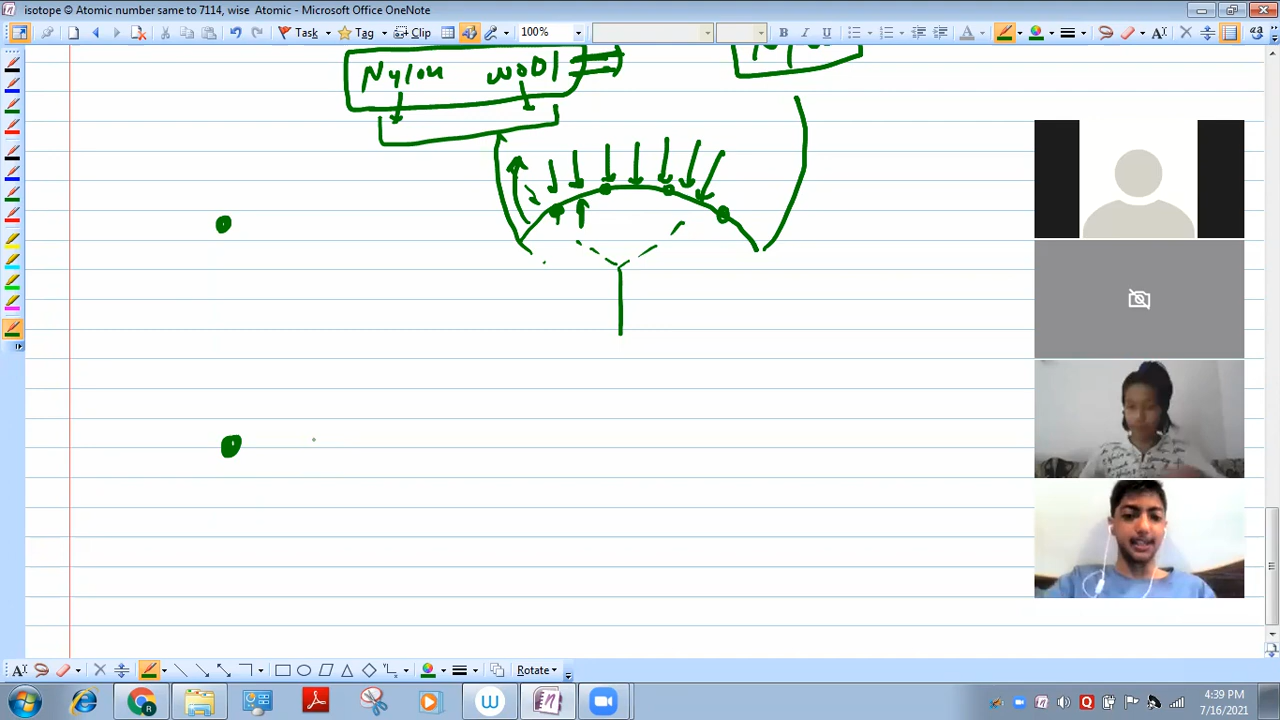 isotope © Atomic number same to 7114, wise  Atomic - Microsoft Office OneNote
Task Clip 100% B I U A
Nylon wool
Rotate
4:39 PM
7/16/2021